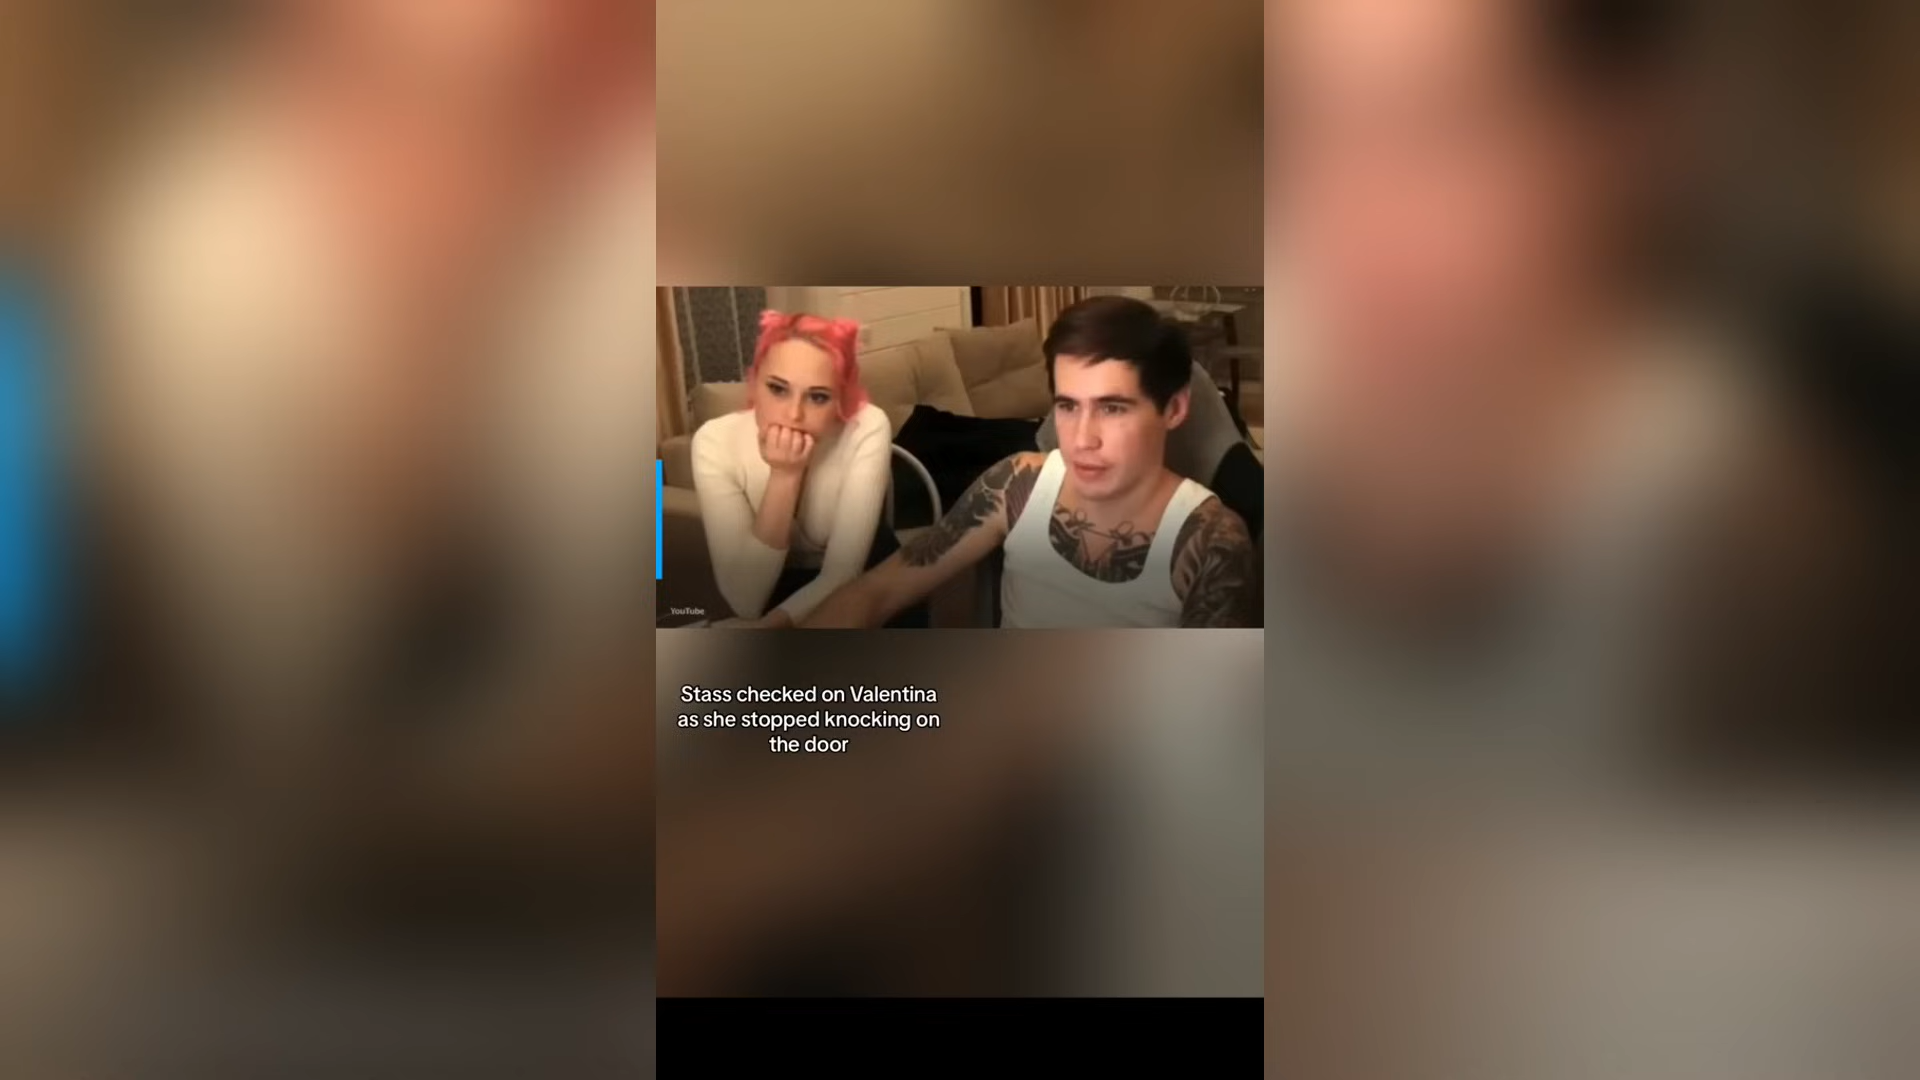 YouTube
Stass checked on Valentina
as she stopped knocking on
the door